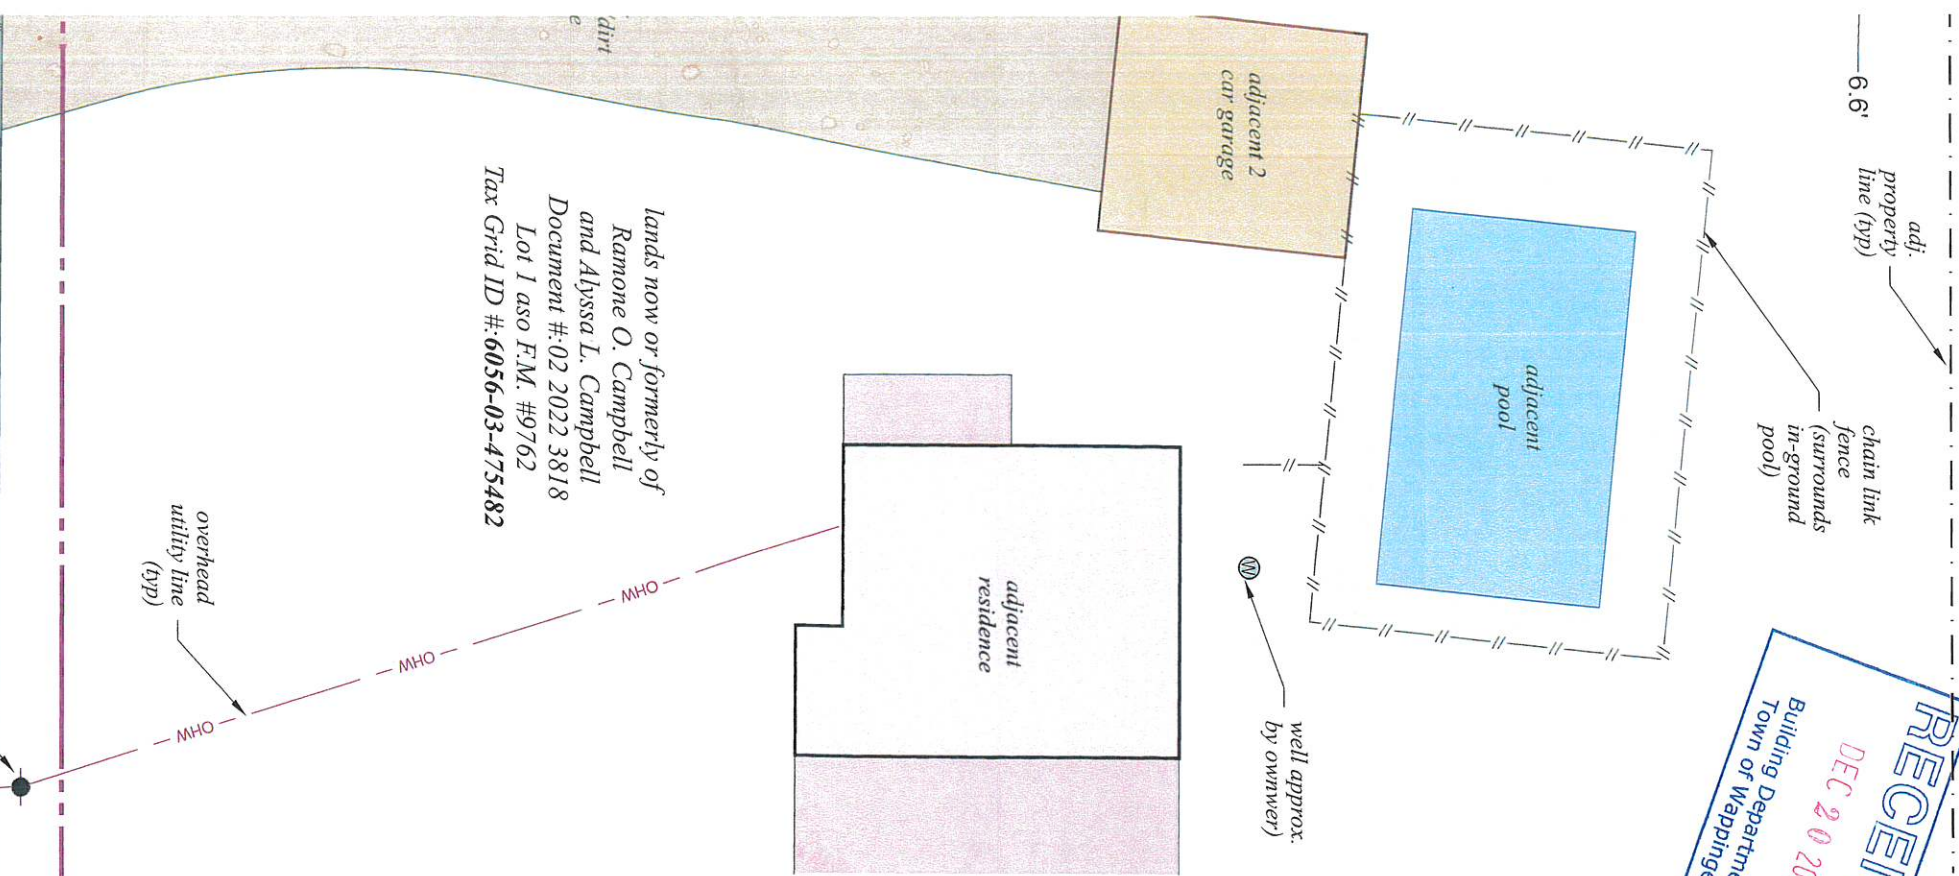 6.6'
adj.
property
line (typ)
chain link
fence
(surrounds
in-ground
pool)
adjacent 2
car garage
adjacent
pool
dirt
e
lands now or formerly of
Ramone O. Campbell
and Alyssa L. Campbell
Document #:02 2022 3818
Lot 1 aso F.M. #9762
Tax Grid ID #:6056-03-475482
adjacent
residence
W
well approx.
by ownwer)
overhead
utility line
(typ)
OHW
OHW
OHW
RECEI
DEC 20 20
Building Departme
Town of Wappinge